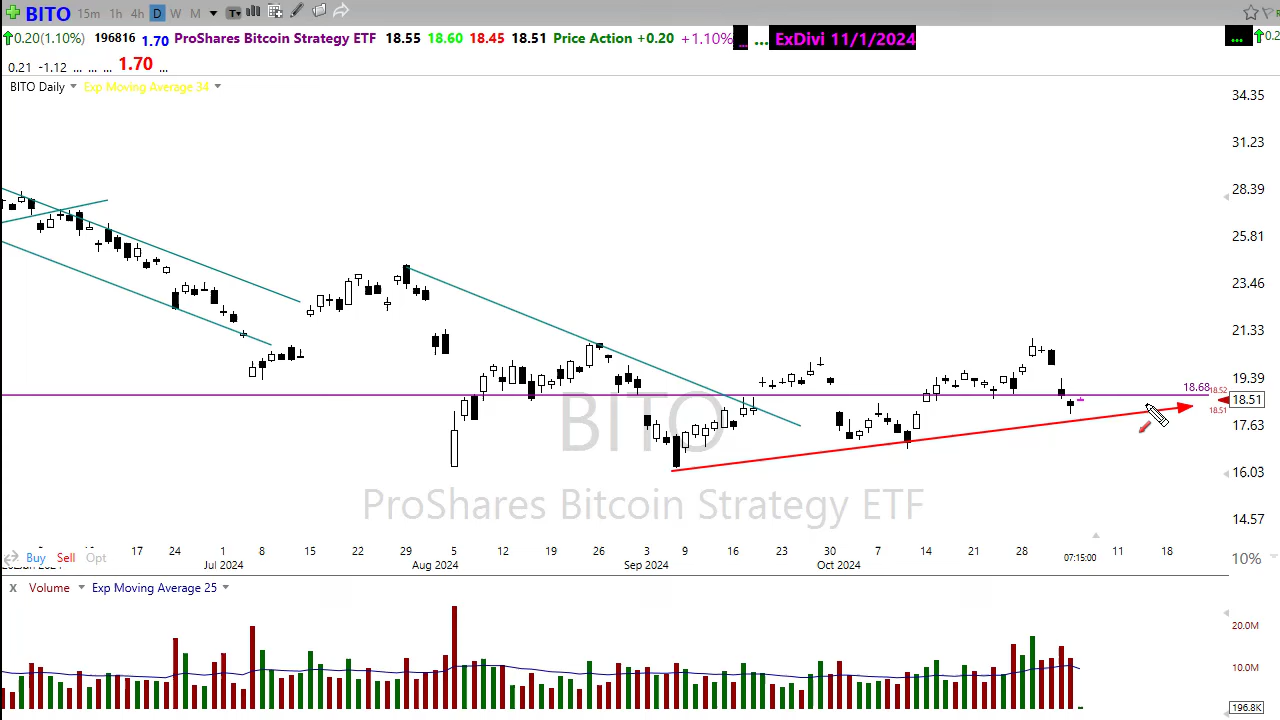 BITO 15m 1h 4h D W M T
0.20(1.10%) 196816 1.70 ProShares Bitcoin Strategy ETF 18.55 18.60 18.45 18.51 Price Action +0.20 +1.10% ... ... ExDivi 11/1/2024 ... 0.2
0.21 -1.12 ... ... ... 1.70 ...
BITO Daily Exp Moving Average 34
34.35
31.23
28.39
25.81
23.46
21.33
19.39
18.68 18.52
18.51
18.51
17.63
16.03
14.57
BITO
ProShares Bitcoin Strategy ETF
17 24 1 8 15 22 29 5 12 19 26 3 9 16 23 30 7 14 21 28 07:15:00 11 18
Buy Sell Opt 10%
Jul 2024 Aug 2024 Sep 2024 Oct 2024
X Volume Exp Moving Average 25
20.0M
10.0M
196.8K